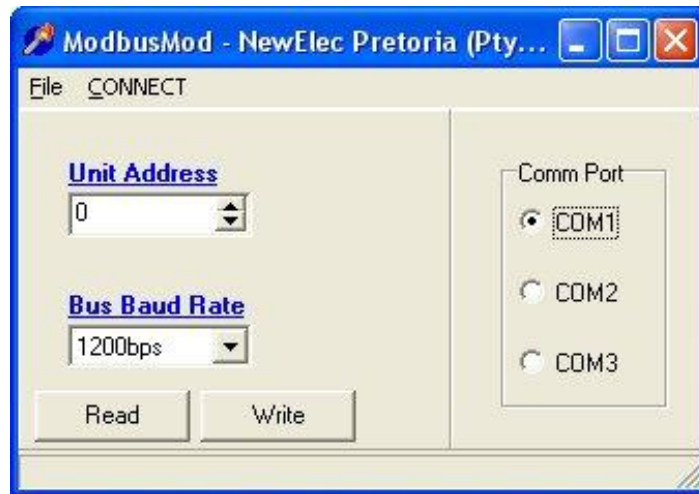 ModbusMod - NewElec Pretoria (Pty...
File CONNECT
Unit Address
0
Bus Baud Rate
1200bps
Read Write
Comm Port
COM1
COM2
COM3